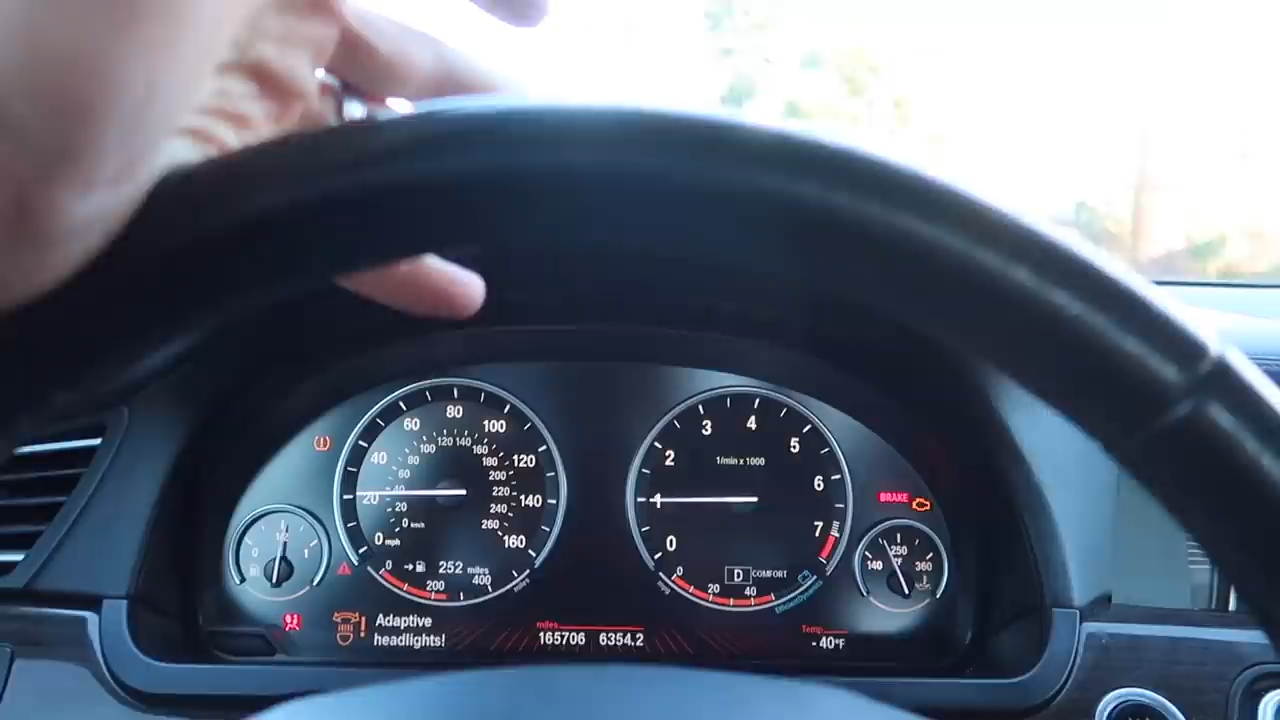 0 20 40 60 80 100 120 140 160
mph
0 20 40 60 80 100 120 140 160 180 200 220 240 260
km/h
0 1/2 1
252 miles
0 200 400
miles
Adaptive
headlights!
miles
165706 6354.2
0 1 2 3 4 5 6 7
1/min x 1000
D COMFORT
0 20 40
mpg
EfficientDynamics
BRAKE
140 250 360
°F
Temp
-40°F